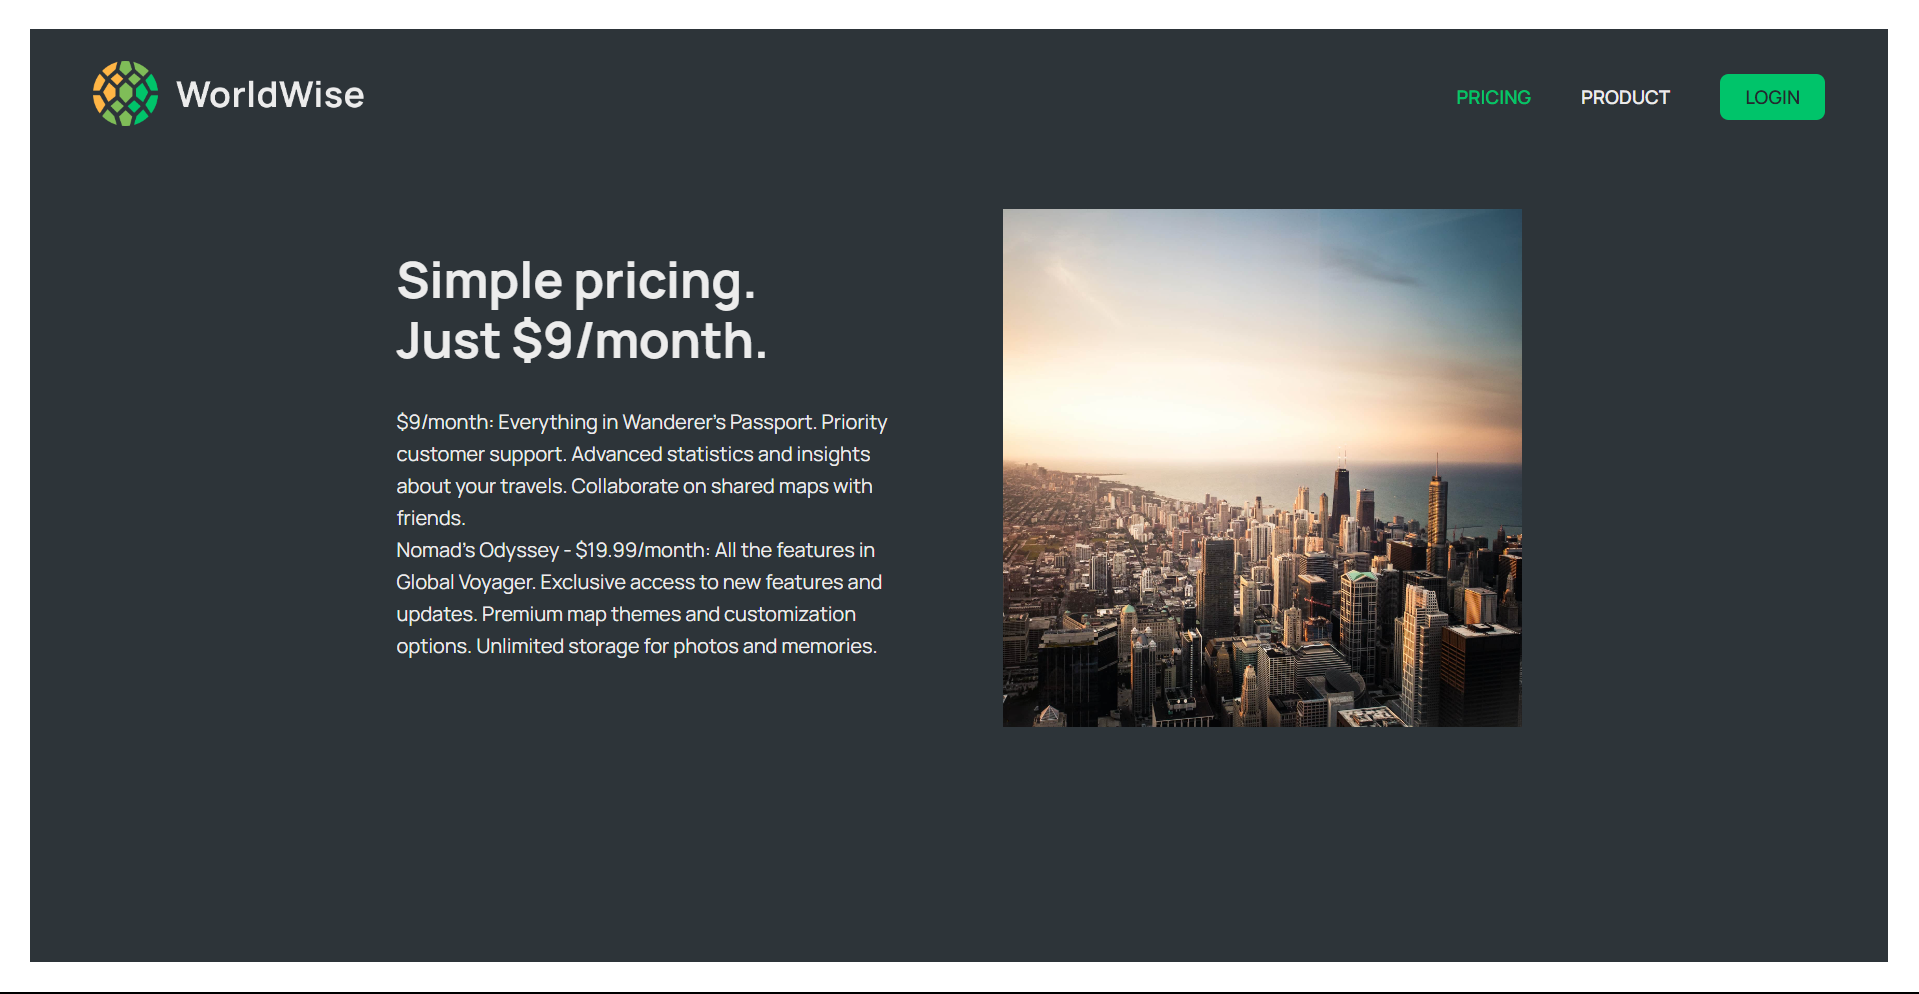 WorldWise
PRICING
PRODUCT
LOGIN
Simple pricing.
Just $9/month.
$9/month: Everything in Wanderer's Passport. Priority
customer support. Advanced statistics and insights
about your travels. Collaborate on shared maps with
friends.
Nomad's Odyssey - $19.99/month: All the features in
Global Voyager. Exclusive access to new features and
updates. Premium map themes and customization
options. Unlimited storage for photos and memories.